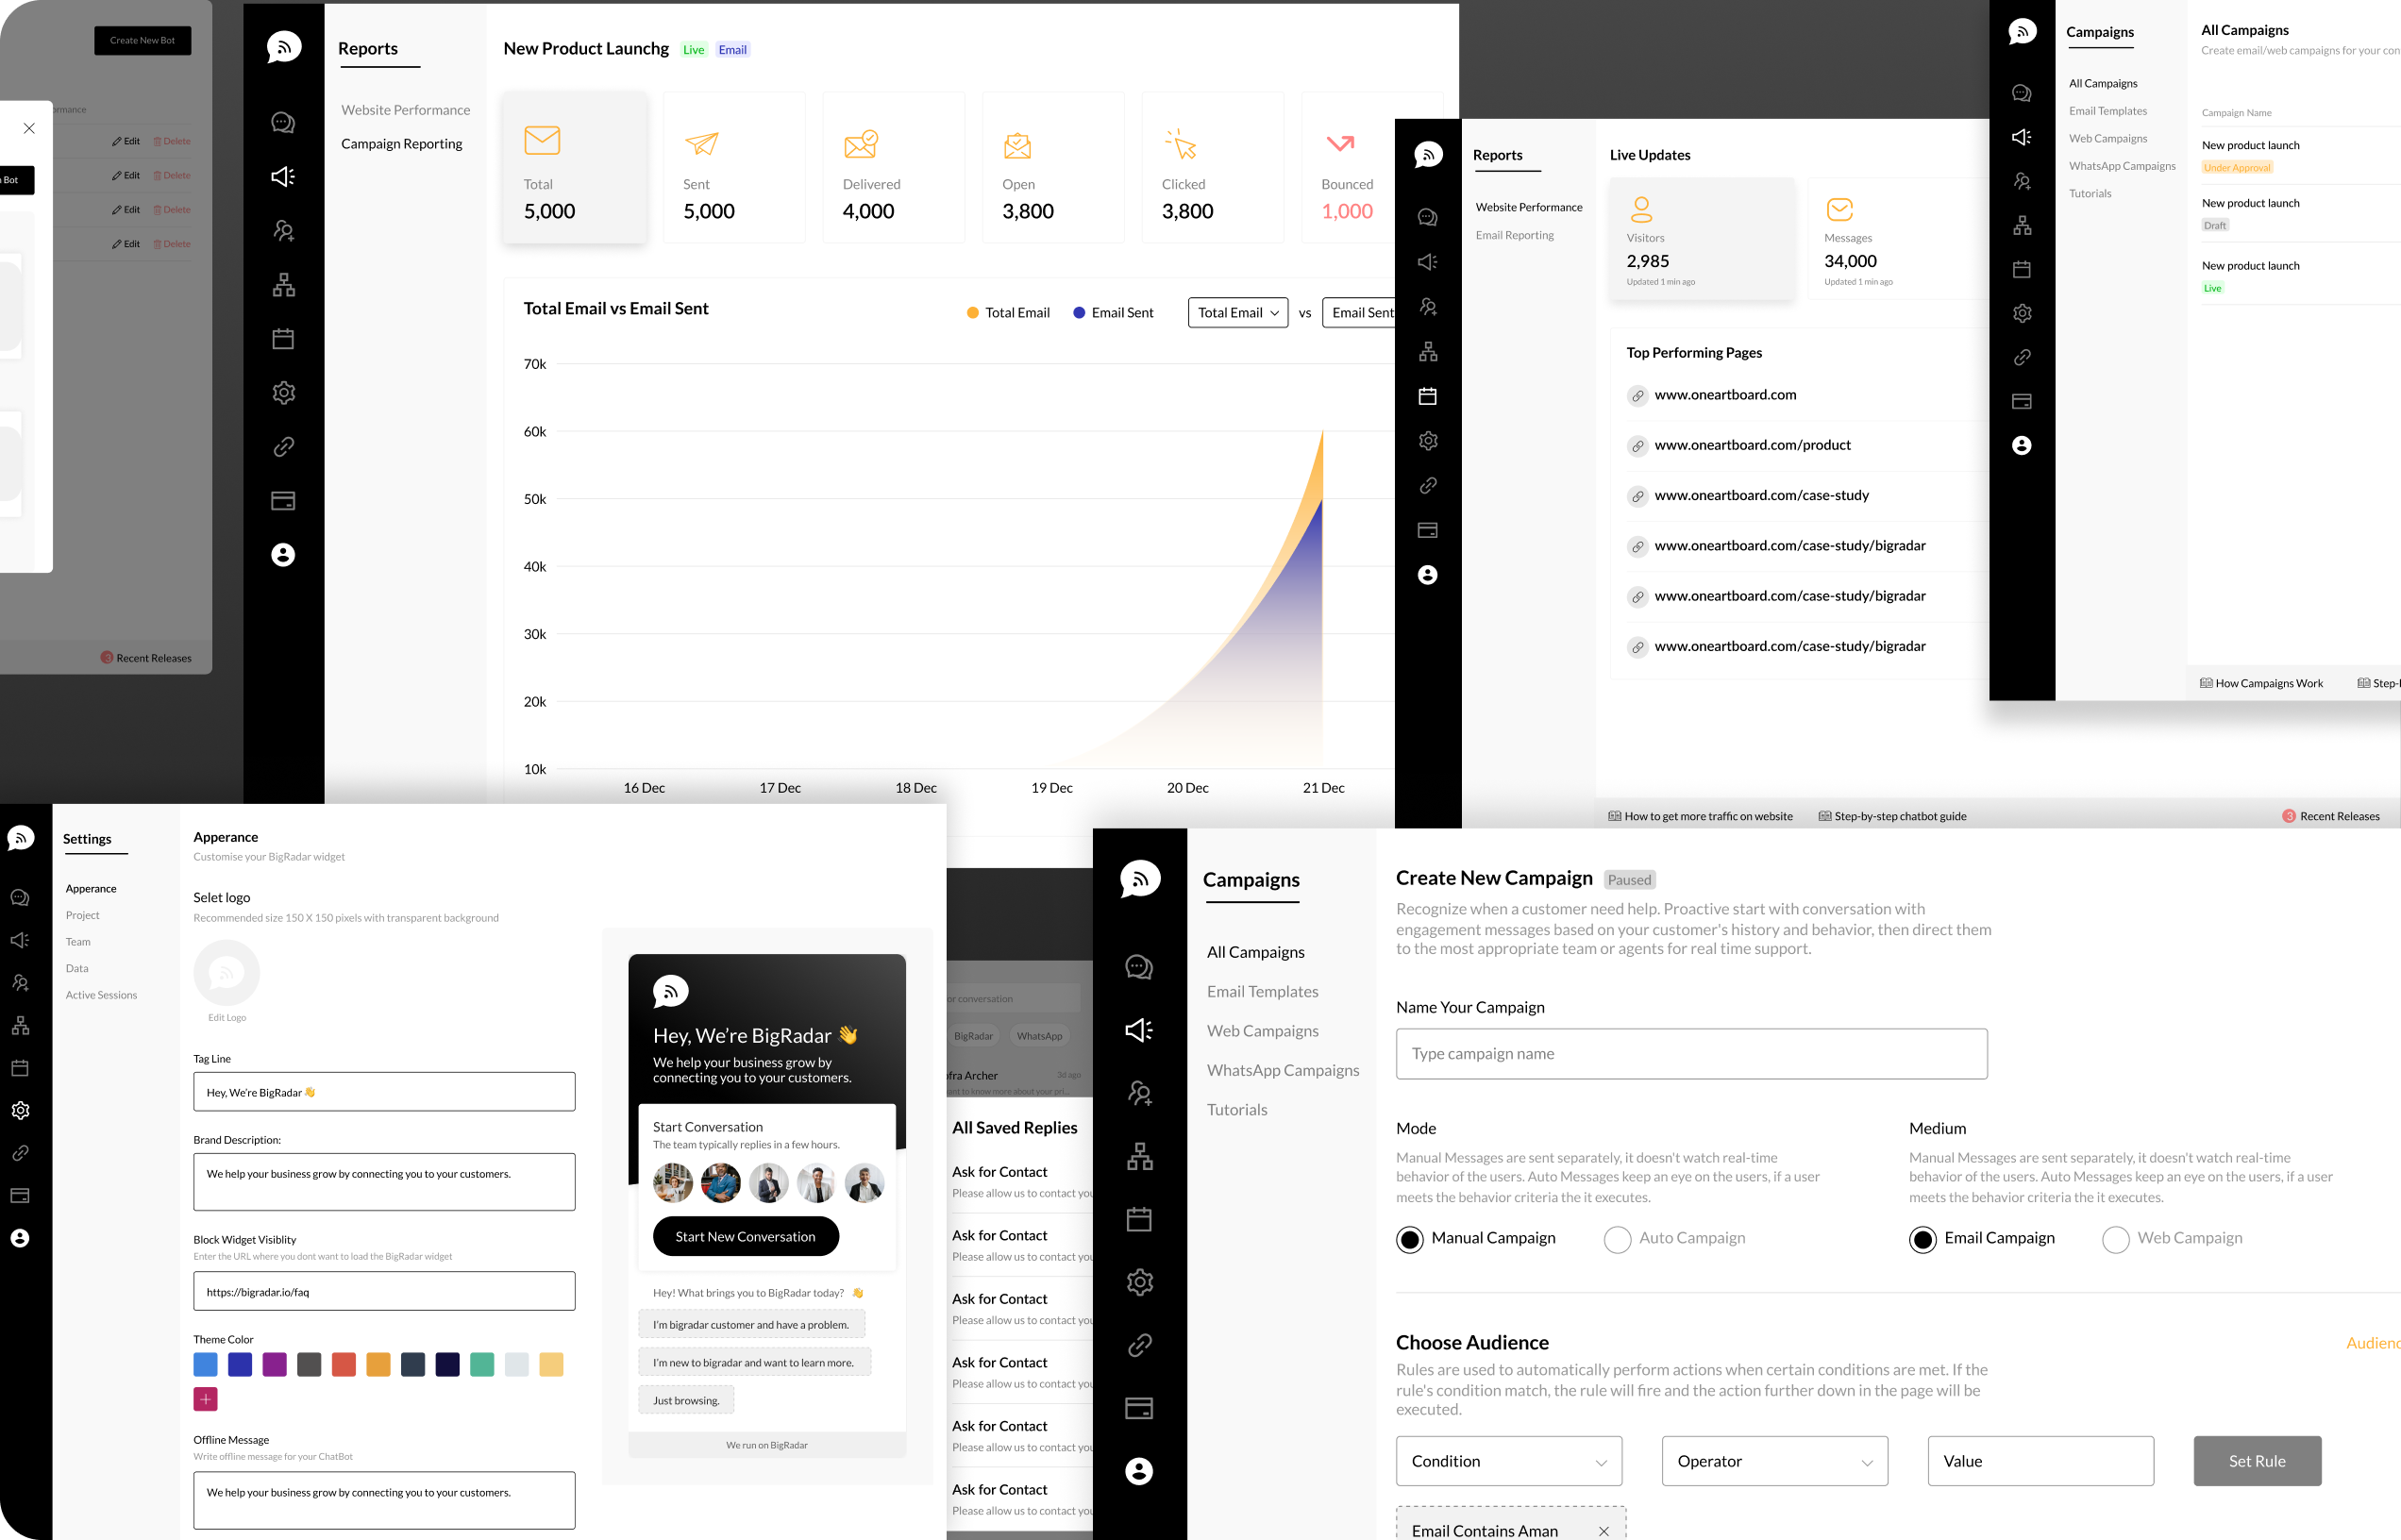 Create New Bot
Edit Delete
Edit Delete
Edit Delete
Edit Delete
Bot
3 Recent Releases
Reports
Website Performance
Campaign Reporting
New Product Launchg Live Email
Total
5,000
Sent
5,000
Delivered
4,000
Open
3,800
Clicked
3,800
Bounced
1,000
Total Email vs Email Sent
Total Email Email Sent Total Email vs Email Sent
70k
60k
50k
40k
30k
20k
10k
16 Dec 17 Dec 18 Dec 19 Dec 20 Dec 21 Dec
Reports
Website Performance
Email Reporting
Live Updates
Visitors
2,985
Updated 1 min ago
Messages
34,000
Updated 1 min ago
Top Performing Pages
www.oneartboard.com
www.oneartboard.com/product
www.oneartboard.com/case-study
www.oneartboard.com/case-study/bigradar
www.oneartboard.com/case-study/bigradar
www.oneartboard.com/case-study/bigradar
How to get more traffic on website Step-by-step chatbot guide 3 Recent Releases
Campaigns
All Campaigns
Email Templates
Web Campaigns
WhatsApp Campaigns
Tutorials
All Campaigns
Create email/web campaigns for your con
Campaign Name
New product launch
Under Approval
New product launch
Draft
New product launch
Live
How Campaigns Work Step-
Settings
Apperance
Project
Team
Data
Active Sessions
Apperance
Customise your BigRadar widget
Selet logo
Recommended size 150 X 150 pixels with transparent background
Edit Logo
Tag Line
Hey, We’re BigRadar 👋
Brand Description:
We help your business grow by connecting you to your customers.
Block Widget Visiblity
Enter the URL where you dont want to load the BigRadar widget
https://bigradar.io/faq
Theme Color
Offline Message
Write offline message for your ChatBot
We help your business grow by connecting you to your customers.
Hey, We’re BigRadar 👋
We help your business grow by
connecting you to your customers.
Start Conversation
The team typically replies in a few hours.
Start New Conversation
Hey! What brings you to BigRadar today? 👋
I’m bigradar customer and have a problem.
I’m new to bigradar and want to learn more.
Just browsing.
We run on BigRadar
or conversation
BigRadar WhatsApp
ofra Archer 3d ago
to know more about your pri...
All Saved Replies
Ask for Contact
Please allow us to contact you
Ask for Contact
Please allow us to contact you
Ask for Contact
Please allow us to contact you
Ask for Contact
Please allow us to contact you
Ask for Contact
Please allow us to contact you
Ask for Contact
Please allow us to contact you
Campaigns
All Campaigns
Email Templates
Web Campaigns
WhatsApp Campaigns
Tutorials
Create New Campaign Paused
Recognize when a customer need help. Proactive start with conversation with
engagement messages based on your customer's history and behavior, then direct them
to the most appropriate team or agents for real time support.
Name Your Campaign
Type campaign name
Mode
Manual Messages are sent separately, it doesn't watch real-time
behavior of the users. Auto Messages keep an eye on the users, if a user
meets the behavior criteria the it executes.
Manual Campaign Auto Campaign
Medium
Manual Messages are sent separately, it doesn't watch real-time
behavior of the users. Auto Messages keep an eye on the users, if a user
meets the behavior criteria the it executes.
Email Campaign Web Campaign
Choose Audience
Audienc
Rules are used to automatically perform actions when certain conditions are met. If the
rule's condition match, the rule will fire and the action further down in the page will be
executed.
Condition Operator Value Set Rule
Email Contains Aman